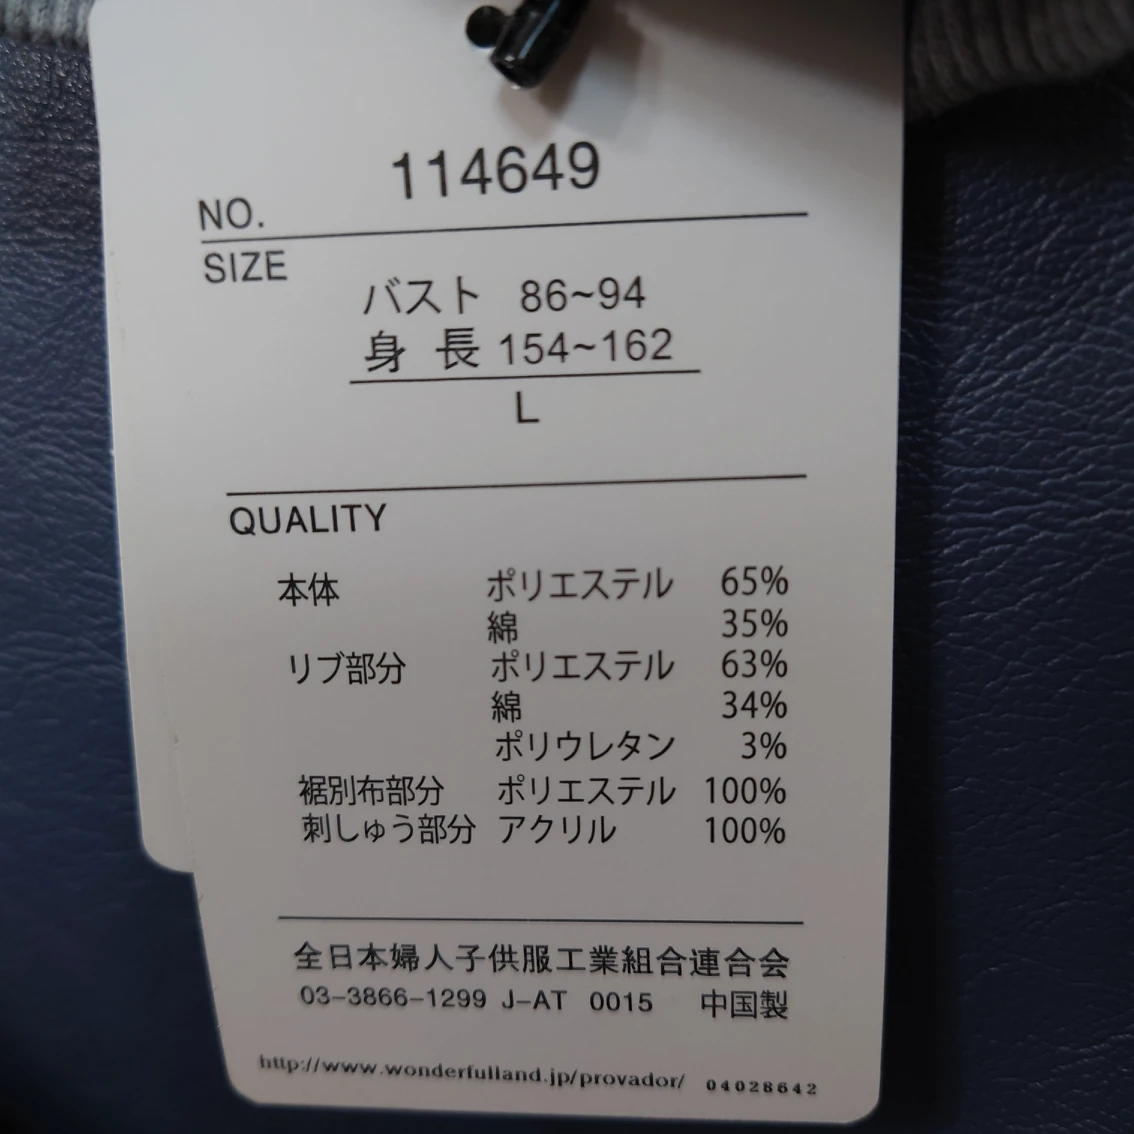 114649
NO.
SIZE
バスト 86~94
身 長 154~162
L
QUALITY
本体 ポリエステル 65%
綿 35%
リブ部分 ポリエステル 63%
綿 34%
ポリウレタン 3%
裾別布部分 ポリエステル 100%
刺しゅう部分 アクリル 100%
全日本婦人子供服工業組合連合会
03-3866-1299 J-AT 0015 中国製
http://www.wonderfulland.jp/provador/ 04028642